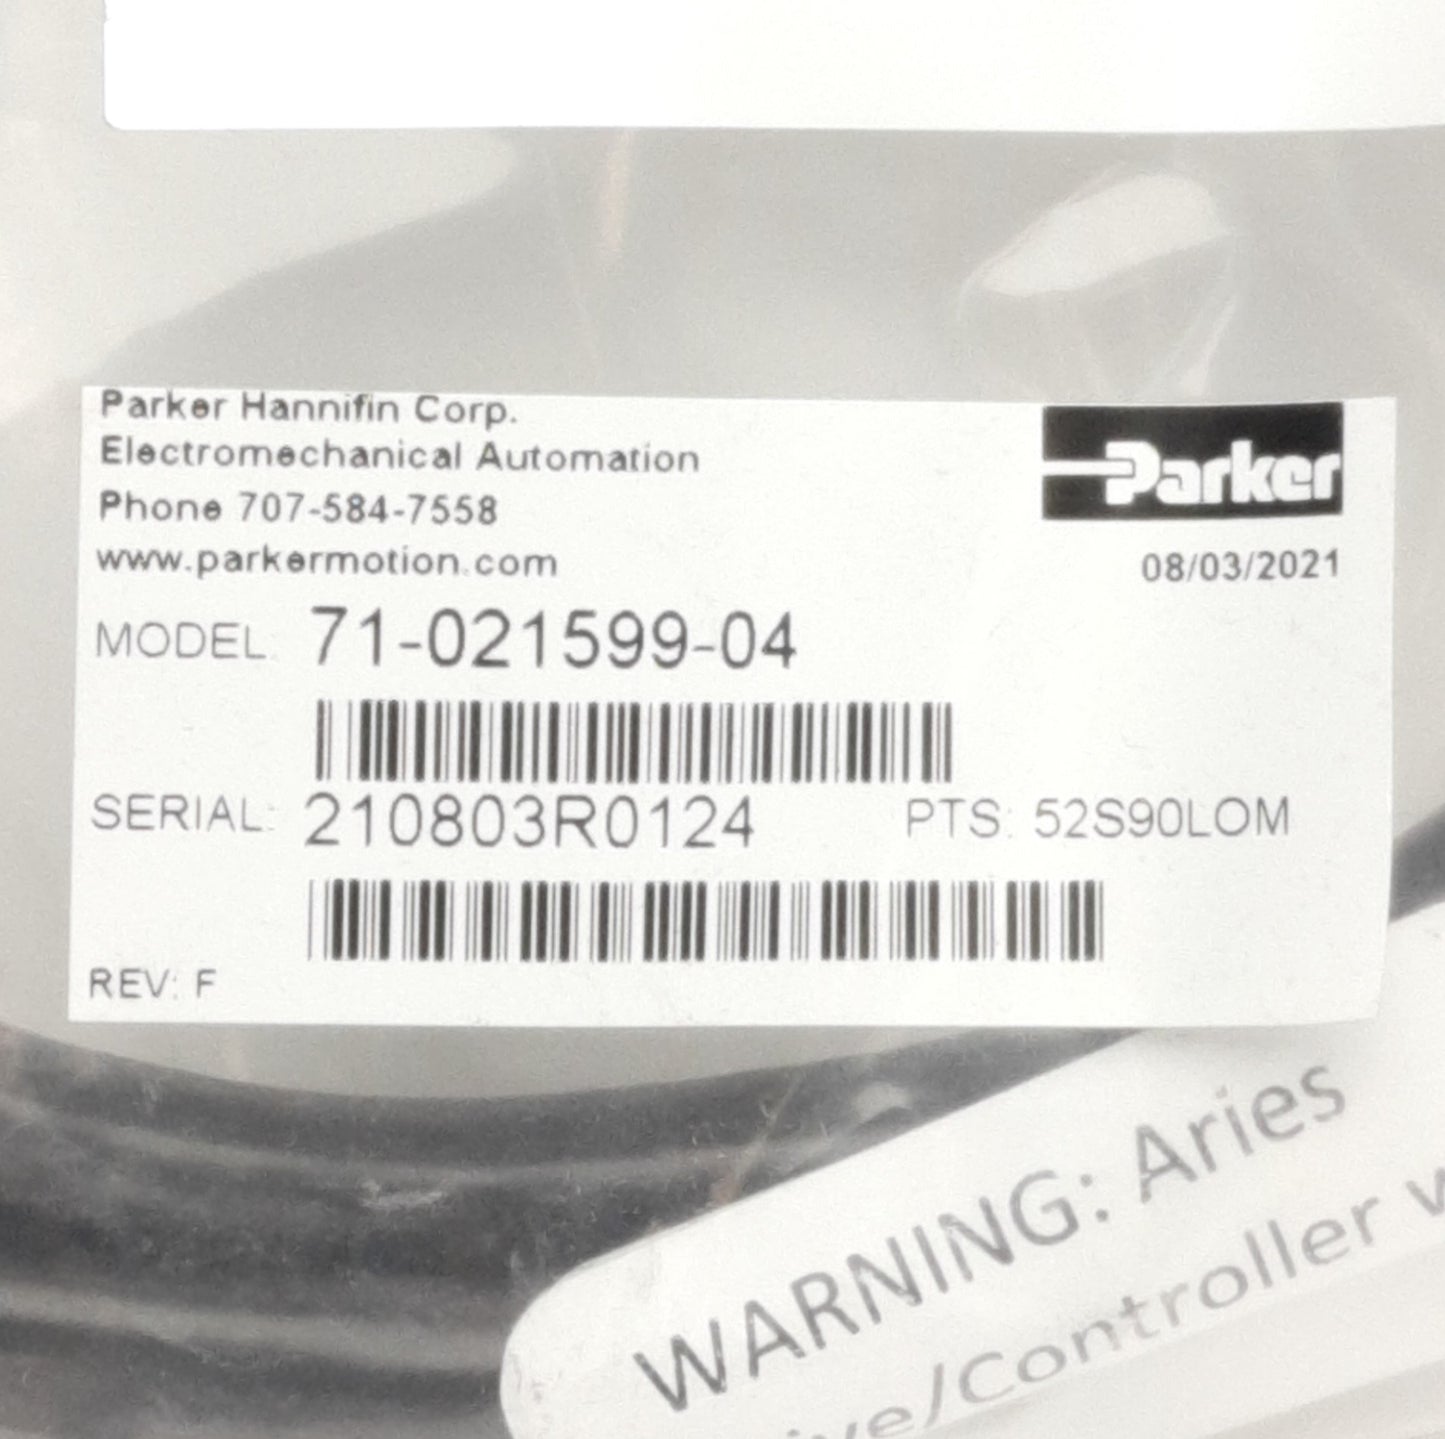 Parker Hannifin Corp.
Electromechanical Automation
Phone 707-584-7558
www.parkermotion.com
Parker
08/03/2021
MODEL: 71-021599-04
SERIAL: 210803R0124 PTS: 52S90LOM
REV: F
WARNING: Aries
/Controller